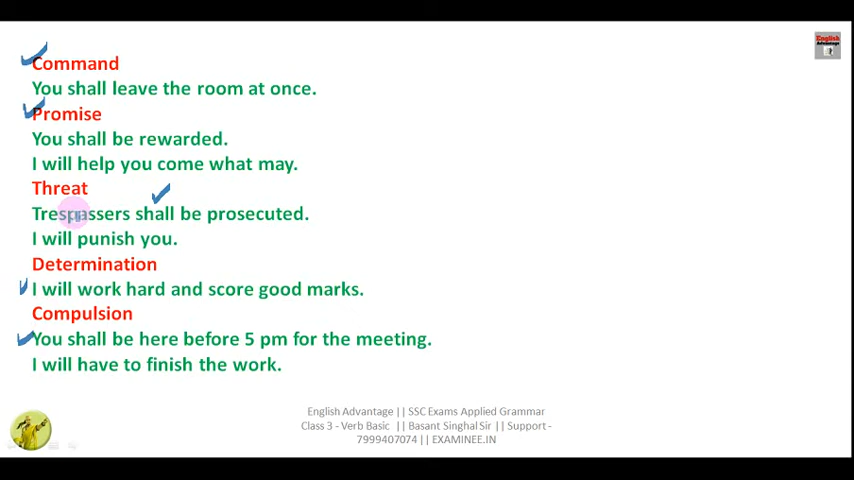 English
Advantage
Command
You shall leave the room at once.
Promise
You shall be rewarded.
I will help you come what may.
Threat
Trespassers shall be prosecuted.
I will punish you.
Determination
I will work hard and score good marks.
Compulsion
You shall be here before 5 pm for the meeting.
I will have to finish the work.
English Advantage || SSC Exams Applied Grammar
Class 3 - Verb Basic || Basant Singhal Sir || Support -
7999407074 || EXAMINEE.IN